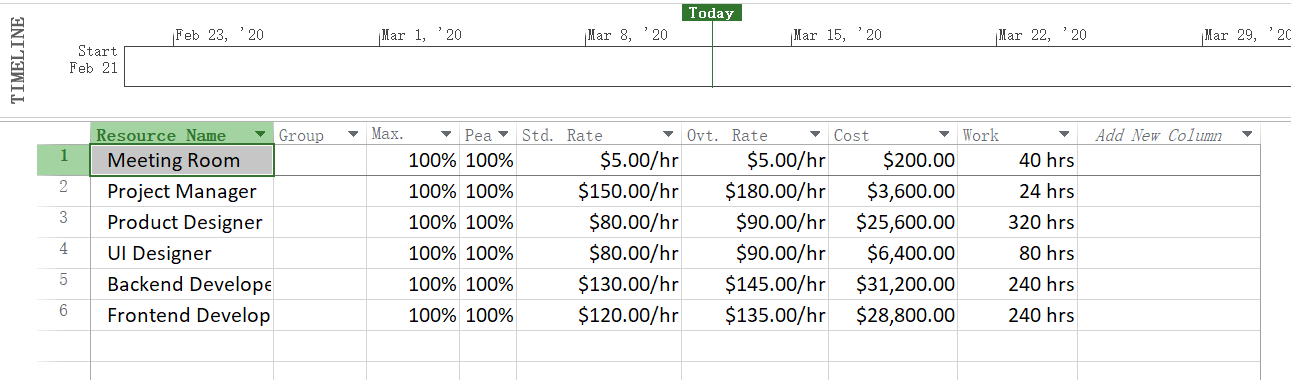 Today
TIMELINE
Feb 23, '20 Mar 1, '20 Mar 8, '20 Mar 15, '20 Mar 22, '20 Mar 29, '20
Start
Feb 21
Resource Name Group Max. Pea Std. Rate Ovt. Rate Cost Work Add New Column
1 Meeting Room 100% 100% $5.00/hr $5.00/hr $200.00 40 hrs
2 Project Manager 100% 100% $150.00/hr $180.00/hr $3,600.00 24 hrs
3 Product Designer 100% 100% $80.00/hr $90.00/hr $25,600.00 320 hrs
4 UI Designer 100% 100% $80.00/hr $90.00/hr $6,400.00 80 hrs
5 Backend Develope 100% 100% $130.00/hr $145.00/hr $31,200.00 240 hrs
6 Frontend Develop 100% 100% $120.00/hr $135.00/hr $28,800.00 240 hrs